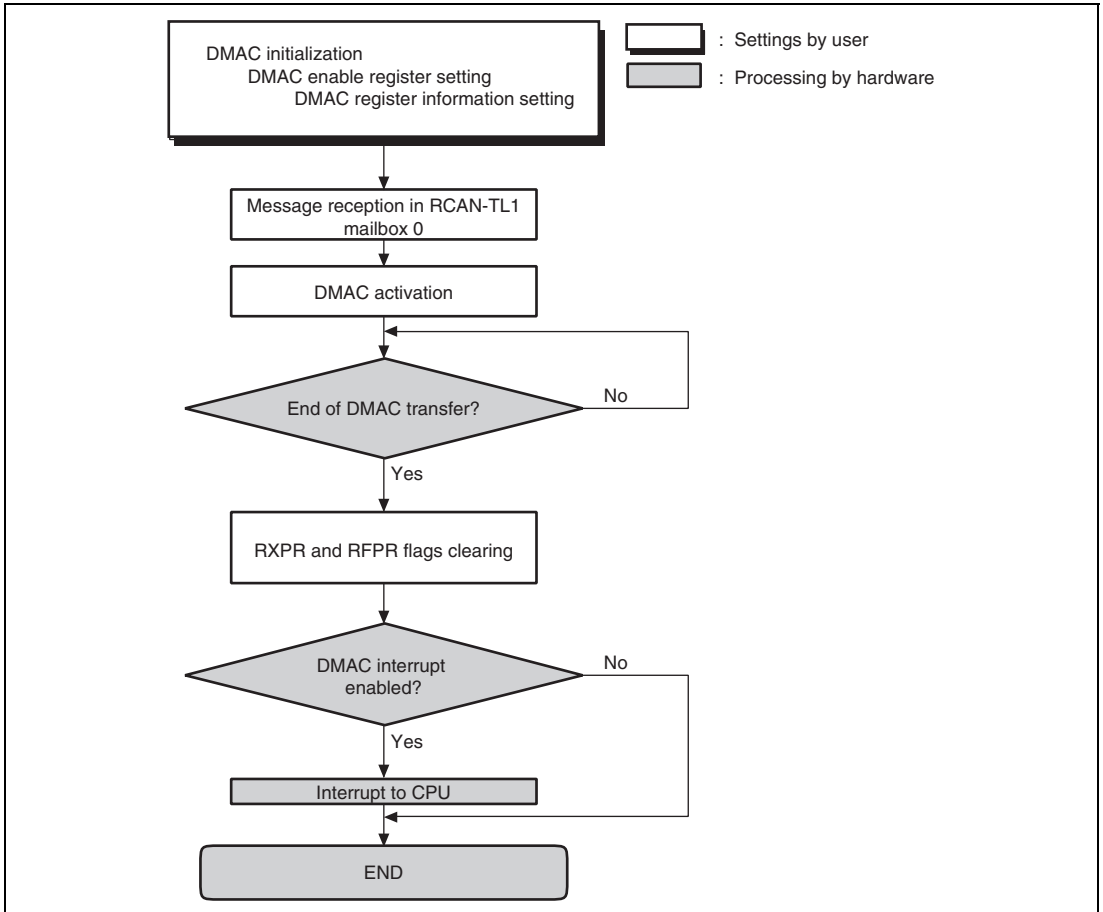 DMAC initialization
DMAC enable register setting
DMAC register information setting
: Settings by user
: Processing by hardware
Message reception in RCAN-TL1
mailbox 0
DMAC activation
End of DMAC transfer?
No
Yes
RXPR and RFPR flags clearing
DMAC interrupt
enabled?
No
Yes
Interrupt to CPU
END